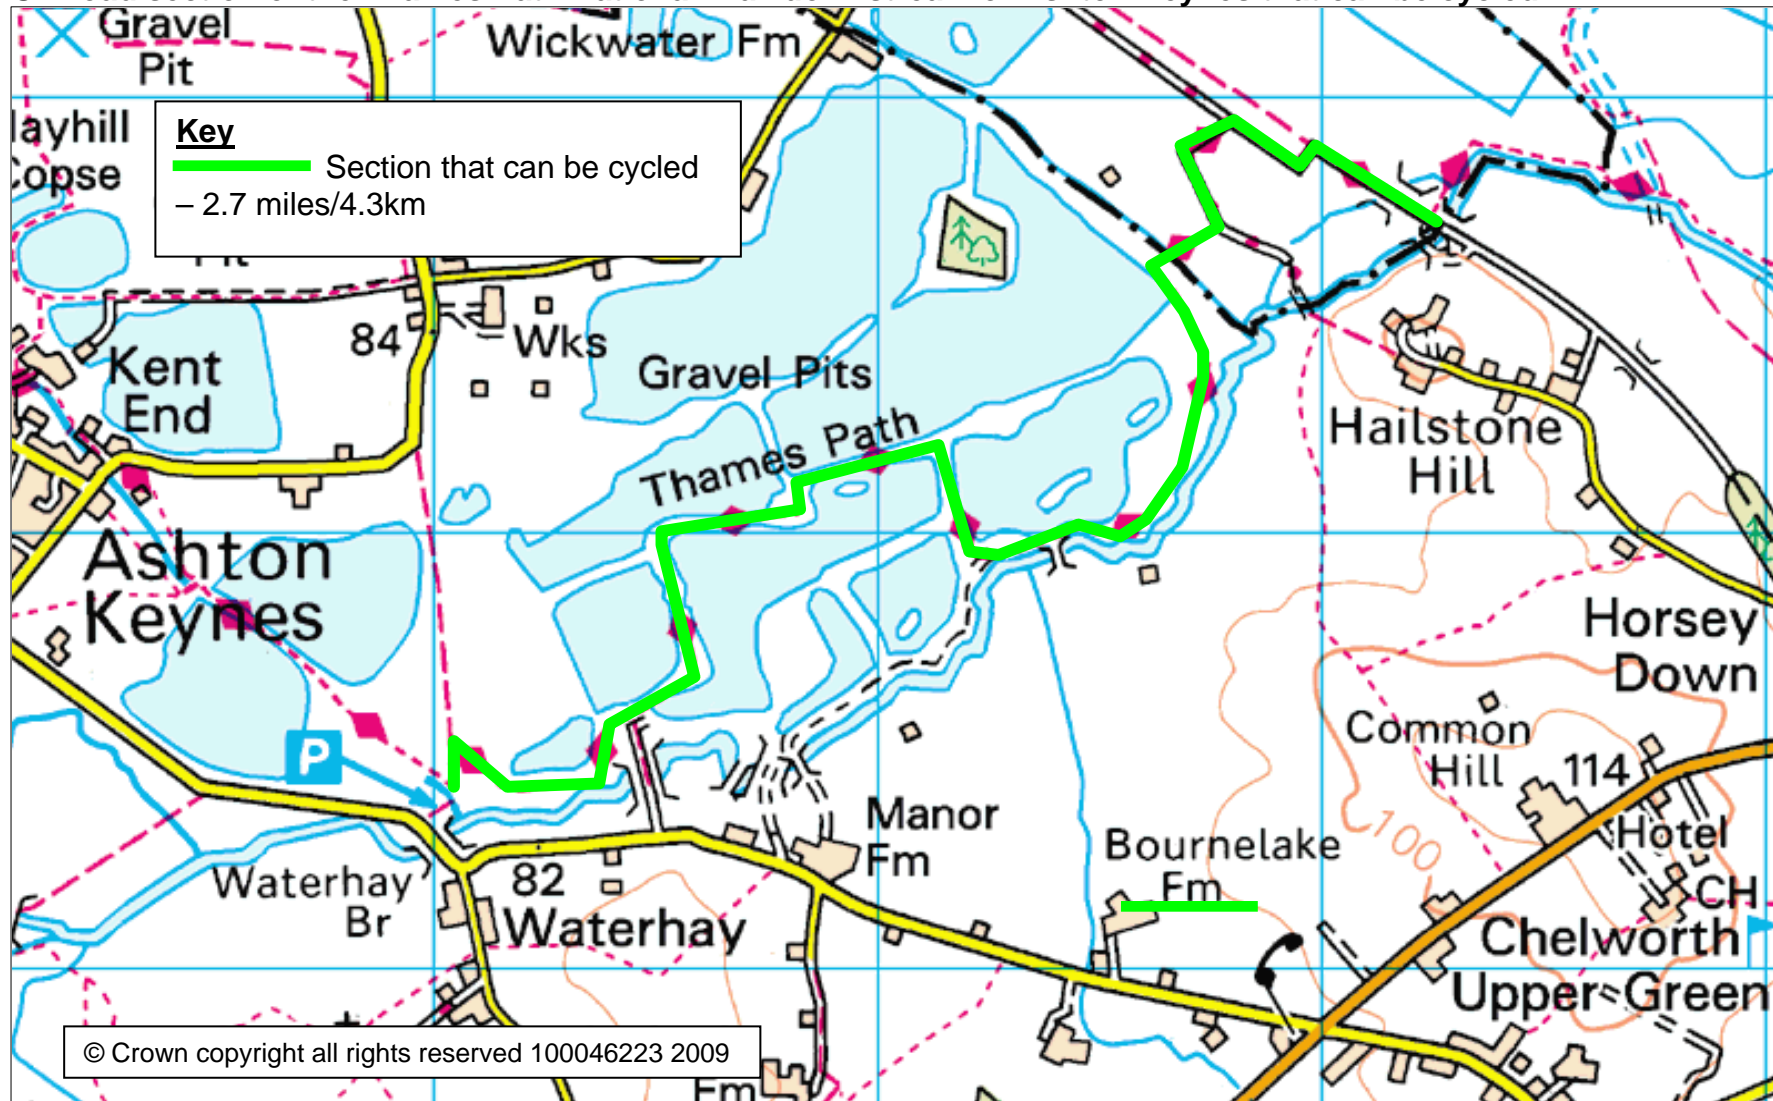 Gravel
Pit
Wickwater Fm
Key
Section that can be cycled
– 2.7 miles/4.3km
layhill
Copse
84
Wks
Kent
End
Gravel Pits
Thames Path
Hailstone
Hill
Ashton
Keynes
Horsey
Down
Common
Hill
114
P
Manor
Fm
Bournelake
Fm
100
Hotel
CH
Waterhay
Br
82
Waterhay
Chelworth
Upper Green
© Crown copyright all rights reserved 100046223 2009
Fm